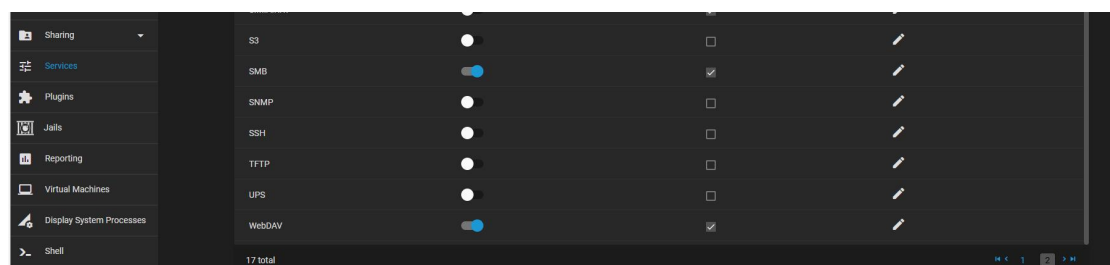 Sharing
S3
Services
SMB
Plugins
SNMP
Jails
SSH
Reporting
TFTP
Virtual Machines
UPS
Display System Processes
WebDAV
Shell
17 total
1 2